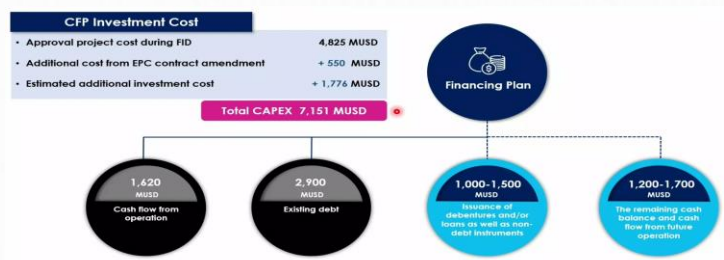 CFP Investment Cost
• Approval project cost during FID 4,825 MUSD
• Additional cost from EPC contract amendment + 550 MUSD
• Estimated additional investment cost + 1,776 MUSD
Total CAPEX 7,151 MUSD
Financing Plan
1,620
MUSD
Cash flow from
operation
2,900
MUSD
Existing debt
1,000-1,500
MUSD
Issuance of
debentures and/or
loans as well as non-
debt instruments
1,200-1,700
MUSD
The remaining cash
balance and cash
flow from future
operation